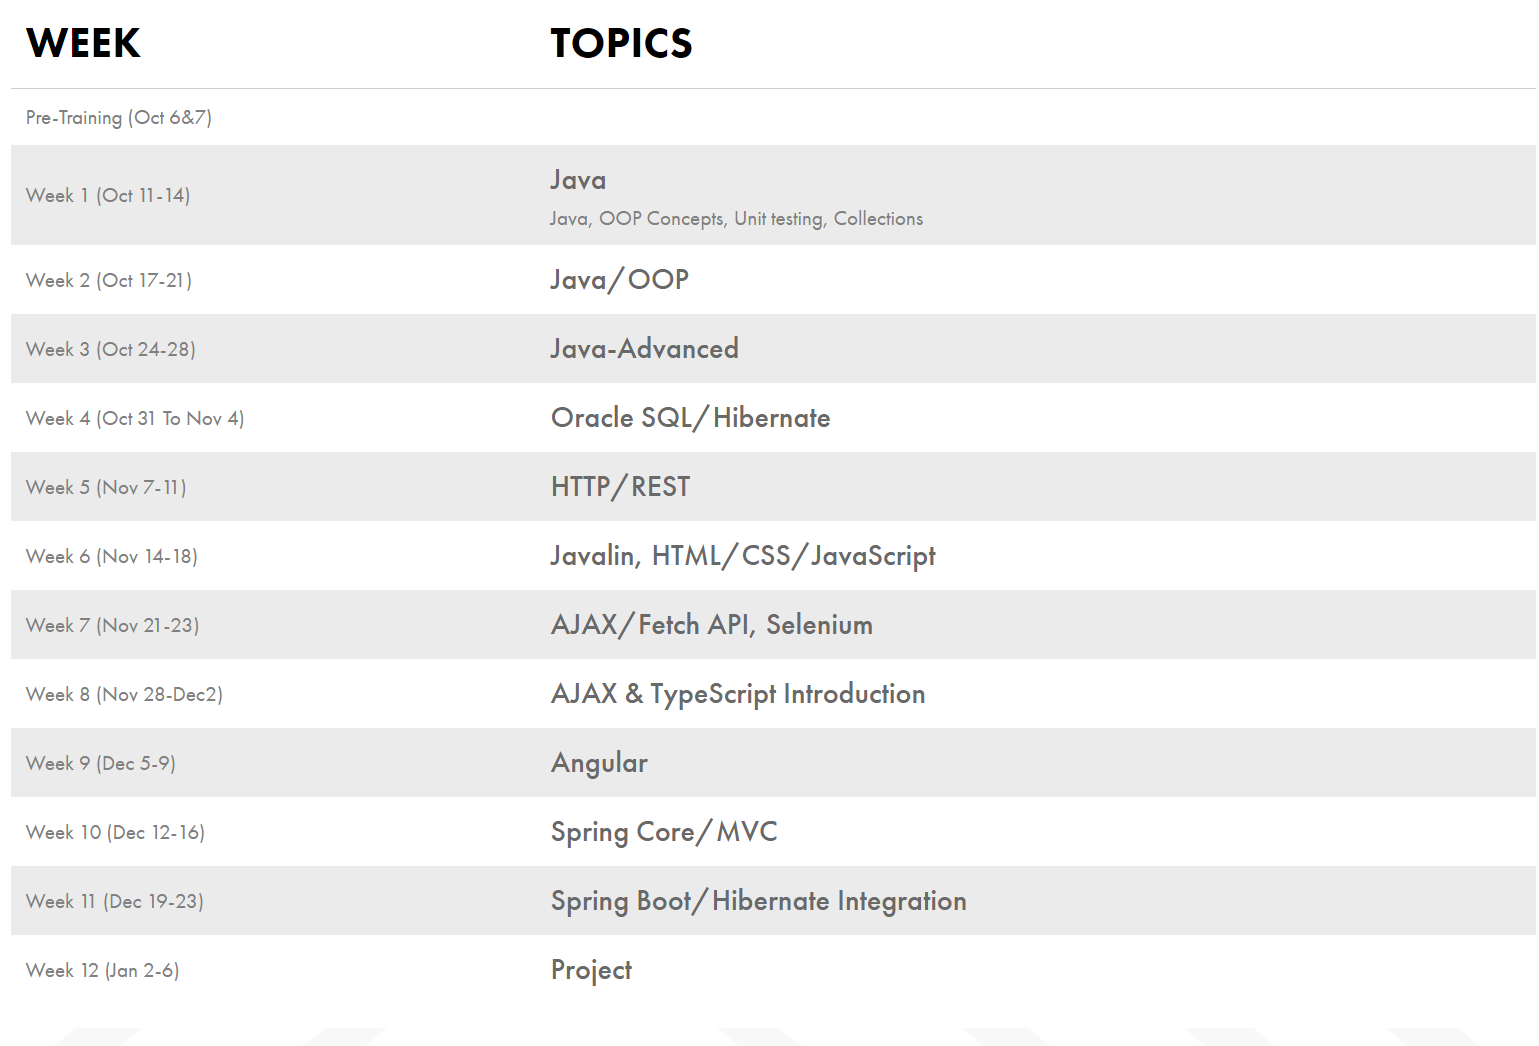 WEEK TOPICS
Pre-Training (Oct 6&7)
Week 1 (Oct 11-14) Java
Java, OOP Concepts, Unit testing, Collections
Week 2 (Oct 17-21) Java/OOP
Week 3 (Oct 24-28) Java-Advanced
Week 4 (Oct 31 To Nov 4) Oracle SQL/Hibernate
Week 5 (Nov 7-11) HTTP/REST
Week 6 (Nov 14-18) Javalin, HTML/CSS/JavaScript
Week 7 (Nov 21-23) AJAX/Fetch API, Selenium
Week 8 (Nov 28-Dec2) AJAX & TypeScript Introduction
Week 9 (Dec 5-9) Angular
Week 10 (Dec 12-16) Spring Core/MVC
Week 11 (Dec 19-23) Spring Boot/Hibernate Integration
Week 12 (Jan 2-6) Project